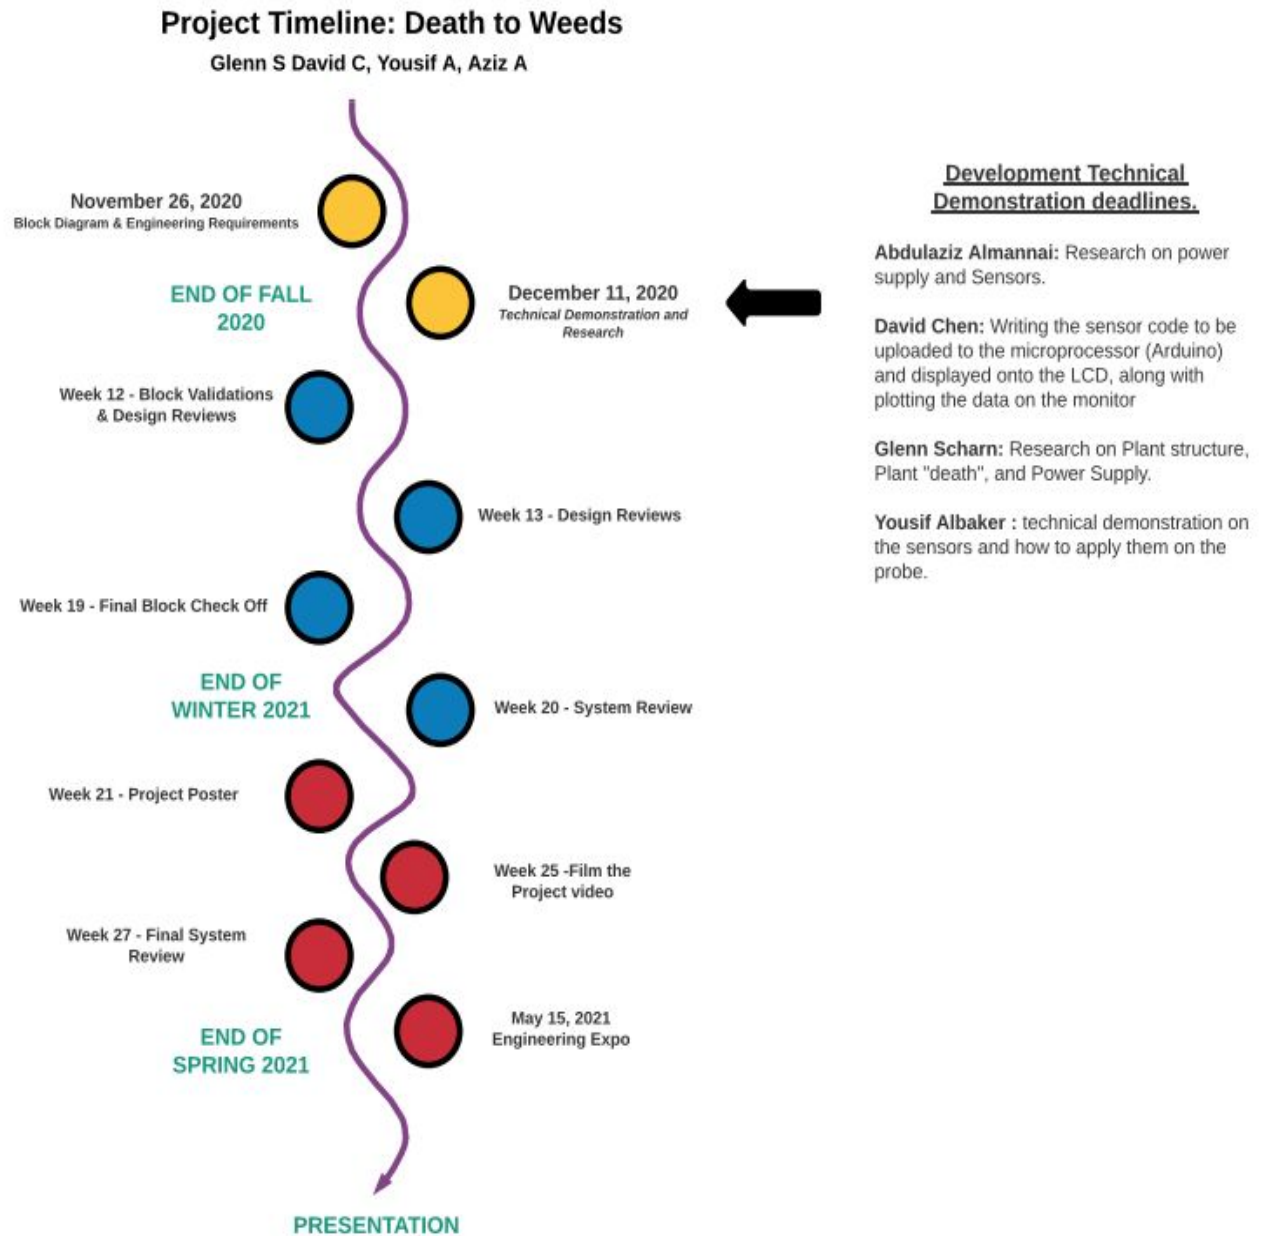 Project Timeline: Death to Weeds
Glenn S David C, Yousif A, Aziz A
November 26, 2020
Block Diagram & Engineering Requirements
END OF FALL
2020
December 11, 2020
Technical Demonstration and
Research
Week 12 - Block Validations
& Design Reviews
Week 13 - Design Reviews
Week 19 - Final Block Check Off
END OF
WINTER 2021
Week 20 - System Review
Week 21 - Project Poster
Week 25 -Film the
Project video
Week 27 - Final System
Review
END OF
SPRING 2021
May 15, 2021
Engineering Expo
PRESENTATION
Development Technical
Demonstration deadlines.
Abdulaziz Almannai: Research on power
supply and Sensors.
David Chen: Writing the sensor code to be
uploaded to the microprocessor (Arduino)
and displayed onto the LCD, along with
plotting the data on the monitor
Glenn Scharn: Research on Plant structure,
Plant "death", and Power Supply.
Yousif Albaker : technical demonstration on
the sensors and how to apply them on the
probe.